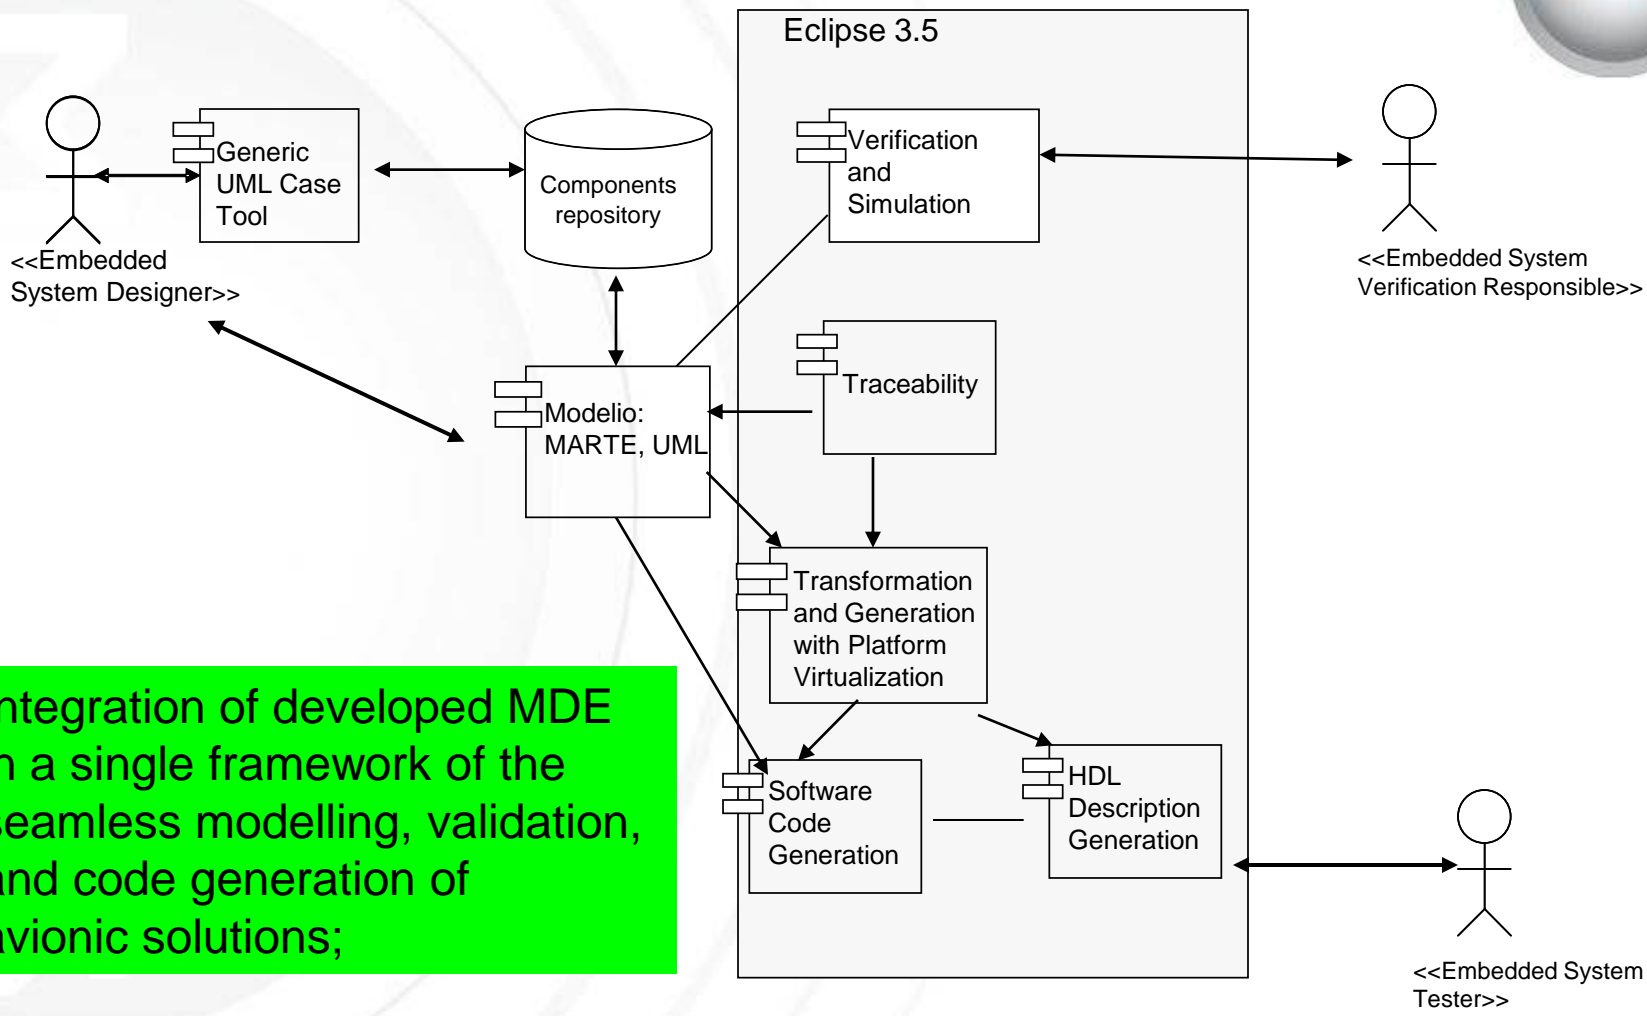 Eclipse 3.5
Generic
UML Case
Tool
Components
repository
Verification
and
Simulation
<<Embedded
System Designer>>
<<Embedded System
Verification Responsible>>
Traceability
Modelio:
MARTE, UML
Transformation
and Generation
with Platform
Virtualization
ntegration of developed MDE
n a single framework of the
seamless modelling, validation,
and code generation of
avionic solutions;
Software
Code
Generation
HDL
Description
Generation
<<Embedded System
Tester>>